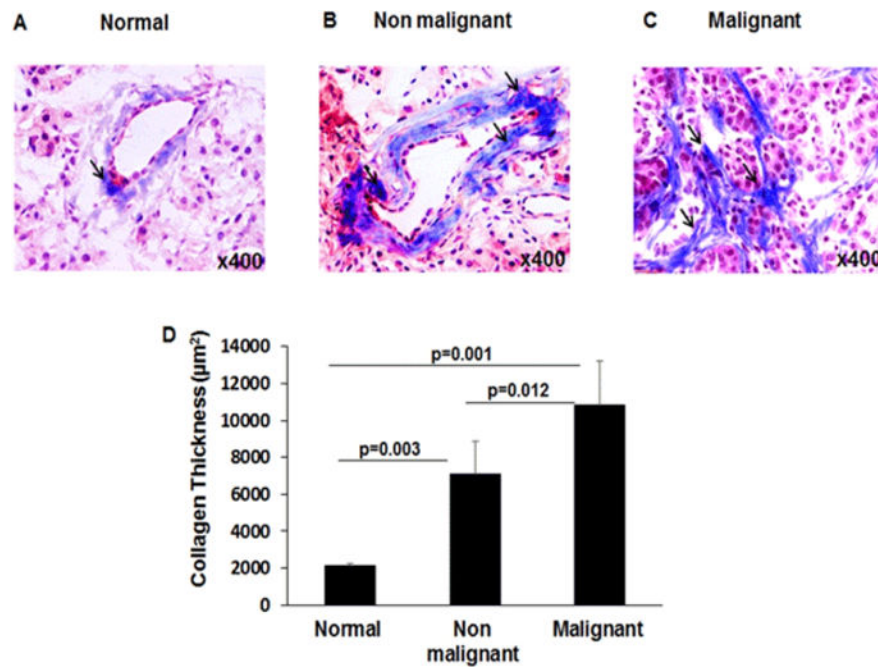 A Normal
B Non malignant
C Malignant
x400
x400
x400
D
Collagen Thickness (µm²)
14000
12000
10000
8000
6000
4000
2000
0
p=0.001
p=0.012
p=0.003
Normal
Non
malignant
Malignant